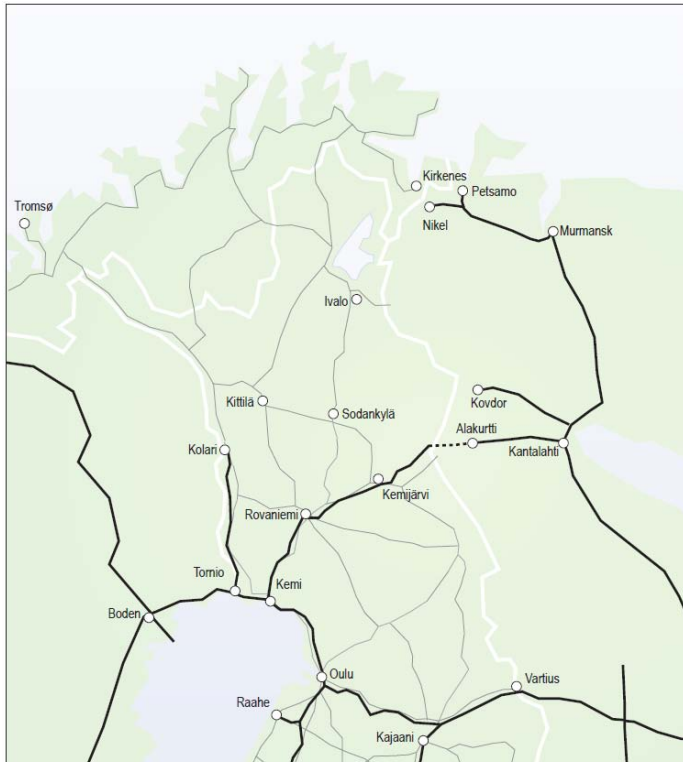 Kirkenes
Petsamo
Tromsø
Nikel
Murmansk
Ivalo
Kittilä
Kovdor
Sodankylä
Alakurtti
Kolari
Kantalahti
Kemijärvi
Rovaniemi
Tornio
Kemi
Boden
Oulu
Vartius
Raahe
Kajaani